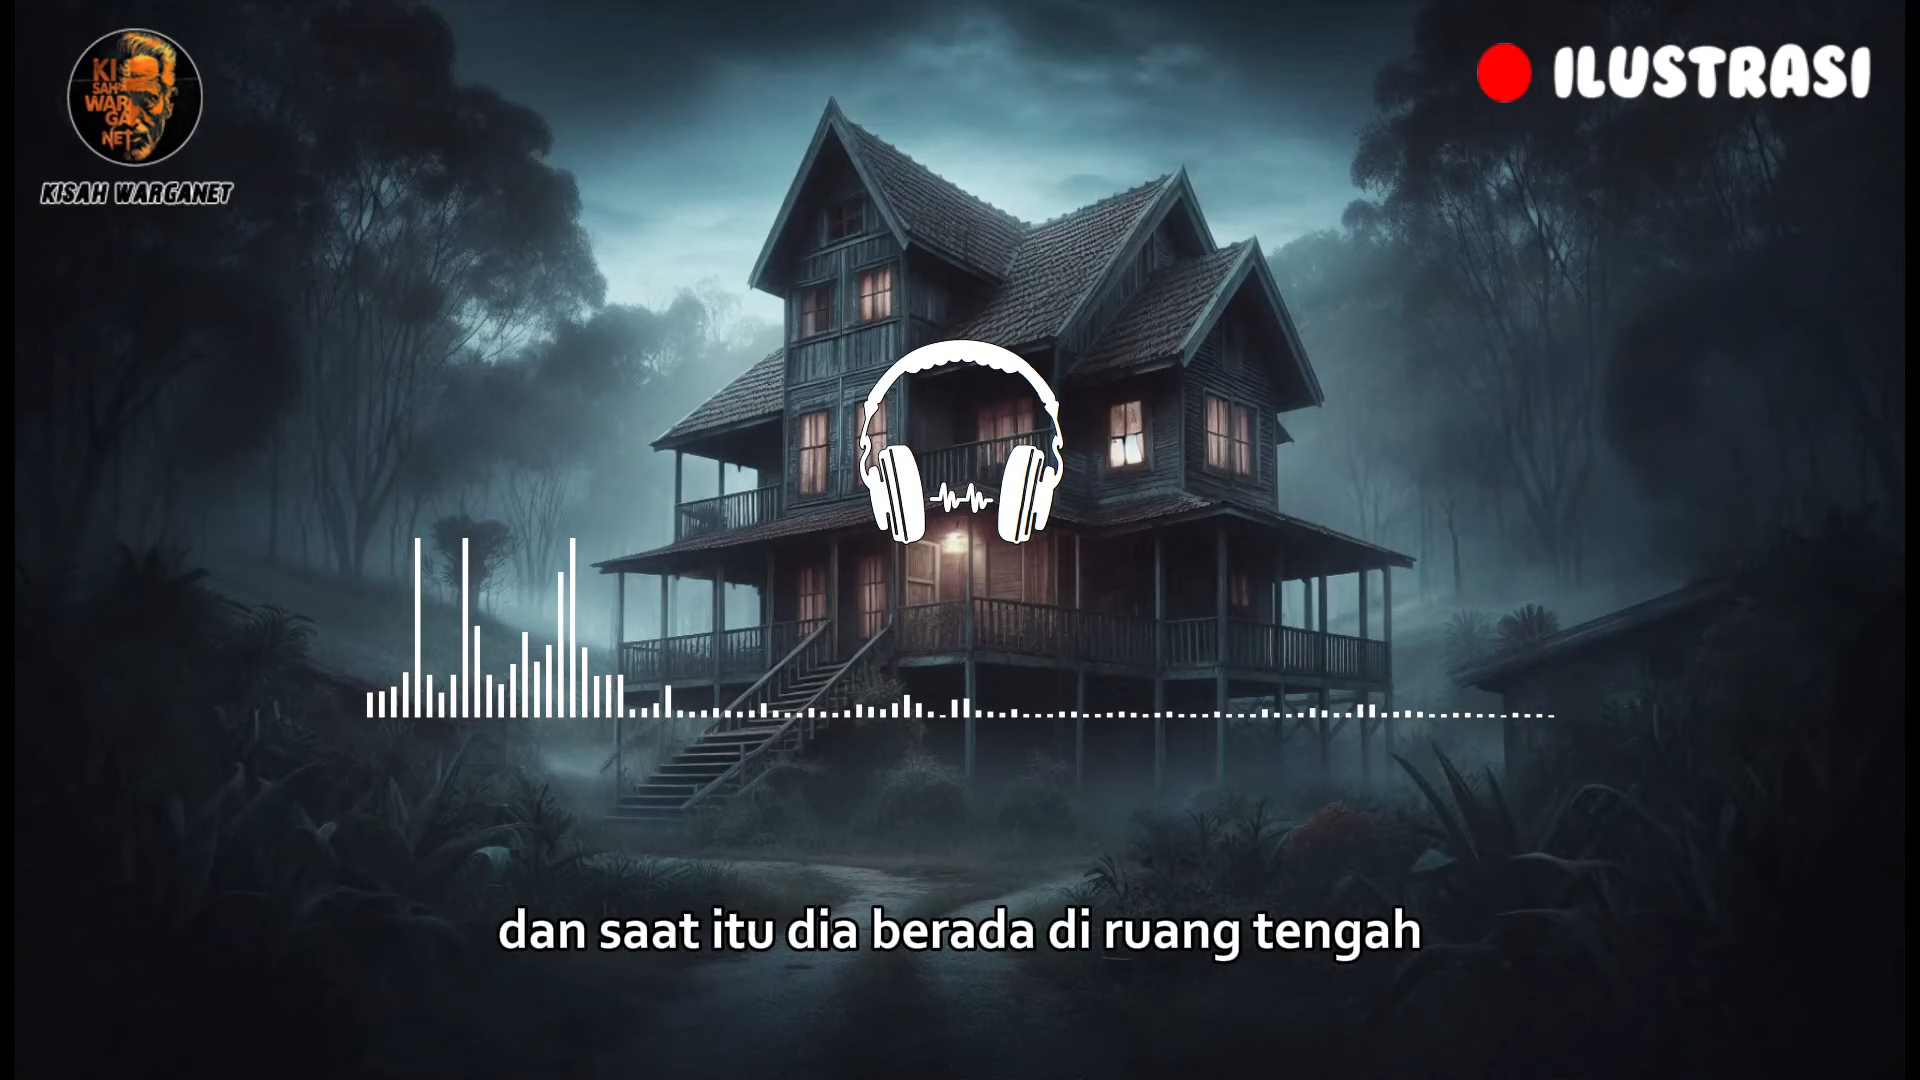 KI
SAH
WAR
GA
NET
KISAH WARGANET
ILUSTRASI
dan saat itu dia berada di ruang tengah